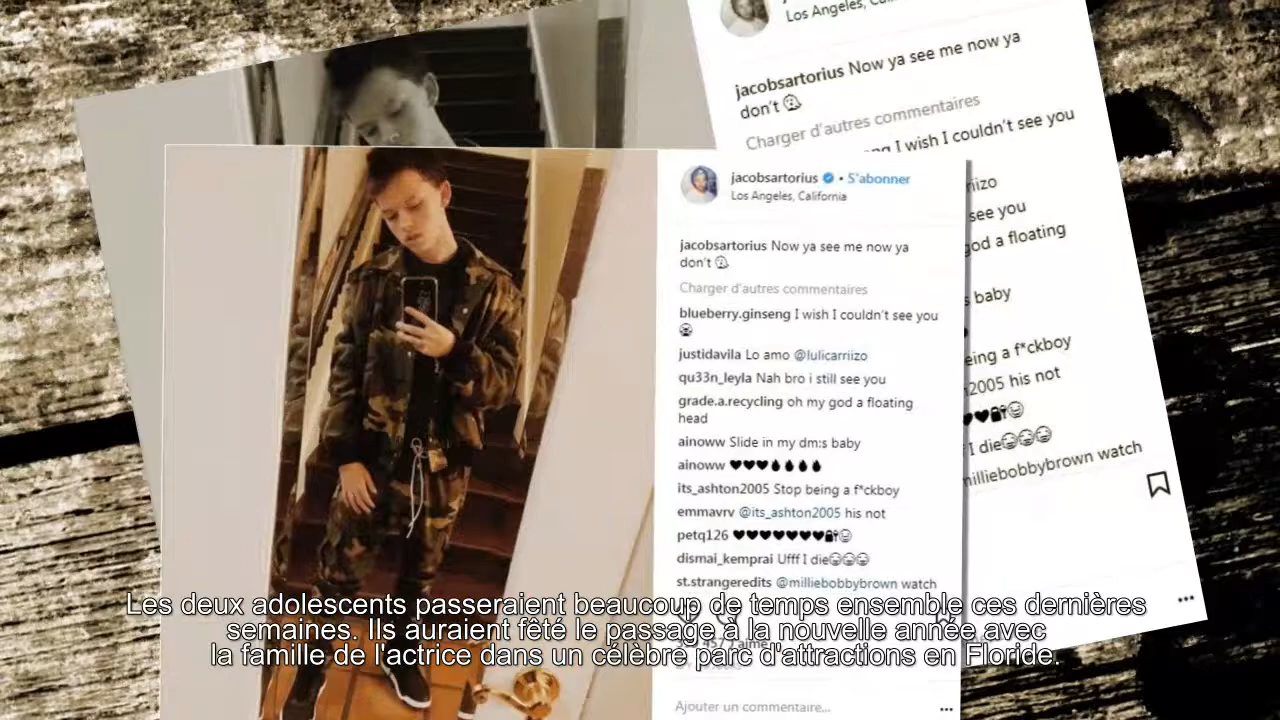 Los Angeles,
jacobsartorius Now ya see me now ya
don't
Charger d'autres commentaires
I wish I couldn't see you
riizo
see you
god a floating
s baby
eing a f*ckboy
2005 his not
I die
milliebobbybrown watch
jacobsartorius • S'abonner
Los Angeles, California
jacobsartorius Now ya see me now ya
don't
Charger d'autres commentaires
blueberry.ginseng I wish I couldn't see you
justidavila Lo amo @lulicarriizo
qu33n_leyla Nah bro i still see you
grade.a.recycling oh my god a floating
head
ainoww Slide in my dm:s baby
ainoww ♥♥♥
its_ashton2005 Stop being a f*ckboy
emmavrv @its_ashton2005 his not
petq126 ♥♥♥♥♥♥♥
dismai_kemprai Ufff I die
st.strangeredits @milliebobbybrown watch
Les deux adolescents passeraient beaucoup de temps ensemble ces dernières
semaines. Ils auraient fêté le passage à la nouvelle année avec
la famille de l'actrice dans un célèbre parc d'attractions en Floride.
Ajouter un commentaire...